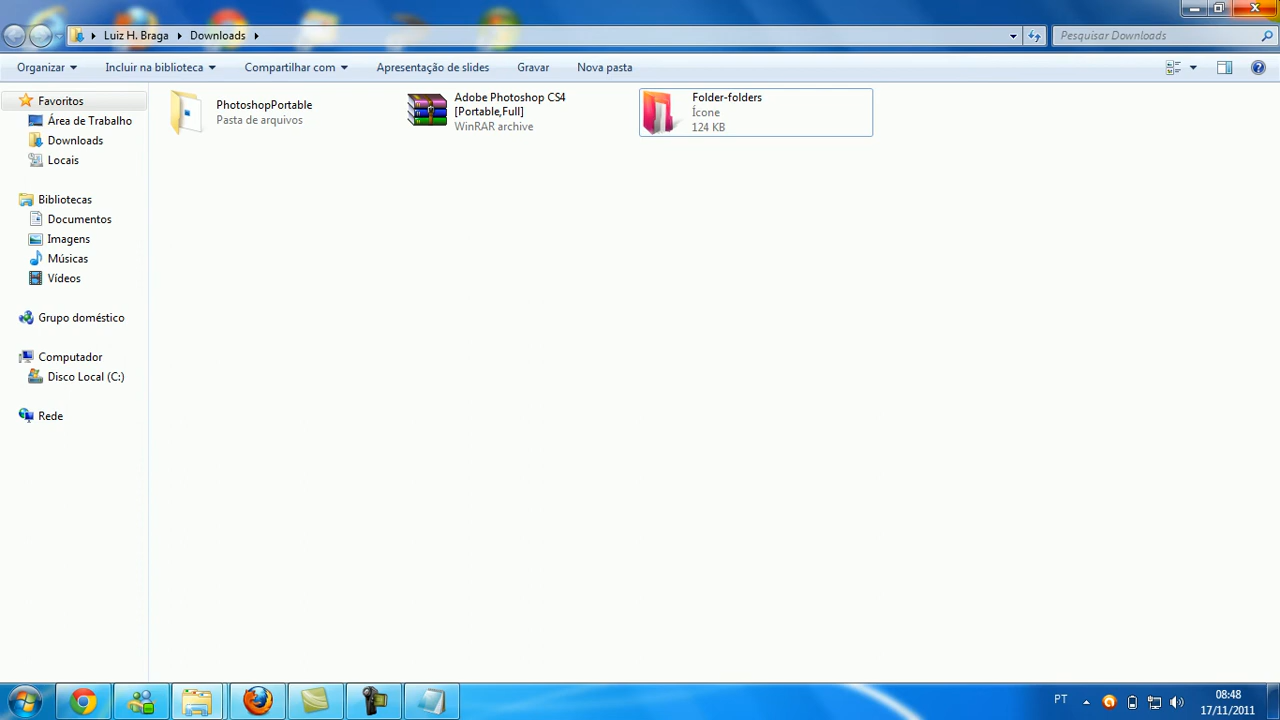 Luiz H. Braga
Downloads
Pesquisar Downloads
Organizar
Incluir na biblioteca
Compartilhar com
Apresentação de slides
Gravar
Nova pasta
Favoritos
Área de Trabalho
Downloads
Locais
Bibliotecas
Documentos
Imagens
Músicas
Vídeos
Grupo doméstico
Computador
Disco Local (C:)
Rede
PhotoshopPortable
Pasta de arquivos
Adobe Photoshop CS4
[Portable,Full]
WinRAR archive
Folder-folders
Ícone
124 KB
PT
08:48
17/11/2011